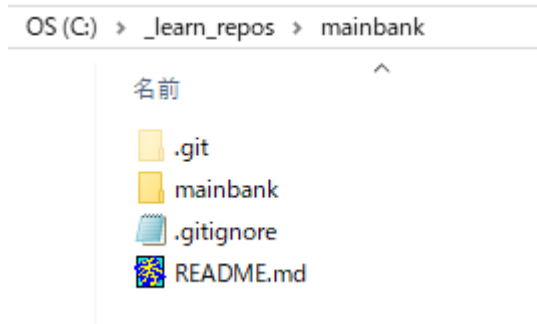 OS (C:) > _learn_repos > mainbank
名前
.git
mainbank
.gitignore
README.md